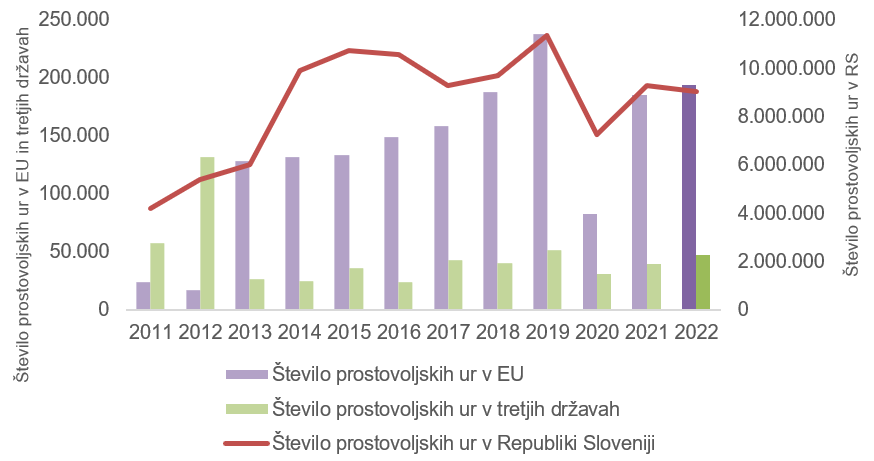 250.000
200.000
150.000
100.000
50.000
0
Število prostovoljskih ur v EU in tretjih državah
12.000.000
10.000.000
8.000.000
6.000.000
4.000.000
2.000.000
0
Število prostovoljskih ur v RS
2011 2012 2013 2014 2015 2016 2017 2018 2019 2020 2021 2022
Število prostovoljskih ur v EU
Število prostovoljskih ur v tretjih državah
Število prostovoljskih ur v Republiki Sloveniji